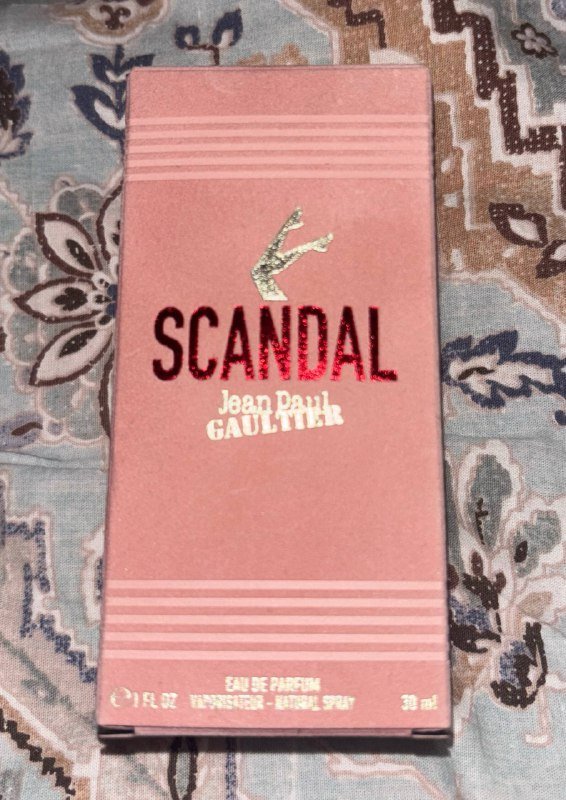 SCANDAL
Jean Paul
GAULTIER
EAU DE PARFUM
℮ 1 FL OZ VAPORISATEUR - NATURAL SPRAY 30 ml